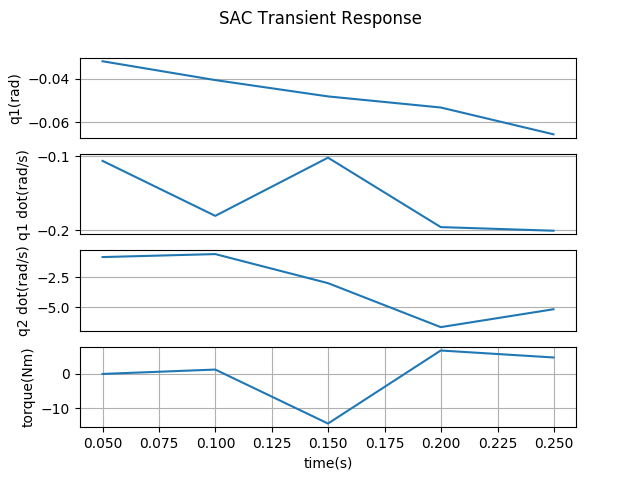 SAC Transient Response
q1(rad)
−0.04
−0.06
q1 dot(rad/s)
−0.1
−0.2
q2 dot(rad/s)
−2.5
−5.0
torque(Nm)
0
−10
0.050 0.075 0.100 0.125 0.150 0.175 0.200 0.225 0.250
time(s)